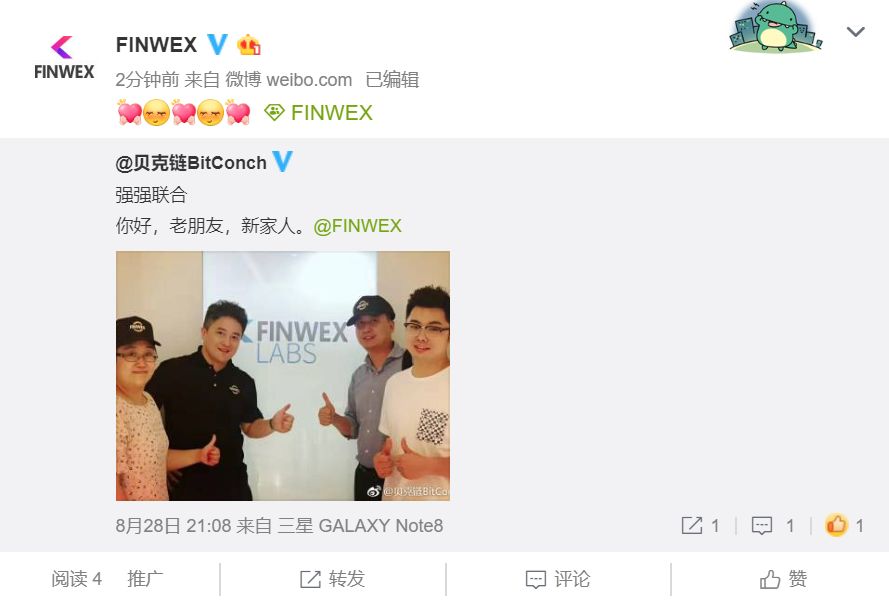 FINWEX
FINWEX
2分钟前 来自 微博 weibo.com 已编辑
FINWEX
@贝克链BitConch
强强联合
你好，老朋友，新家人。@FINWEX
FINWEX
LABS
@贝克链BitCo
8月28日 21:08 来自 三星 GALAXY Note8
1
1
1
阅读 4
推广
转发
评论
赞